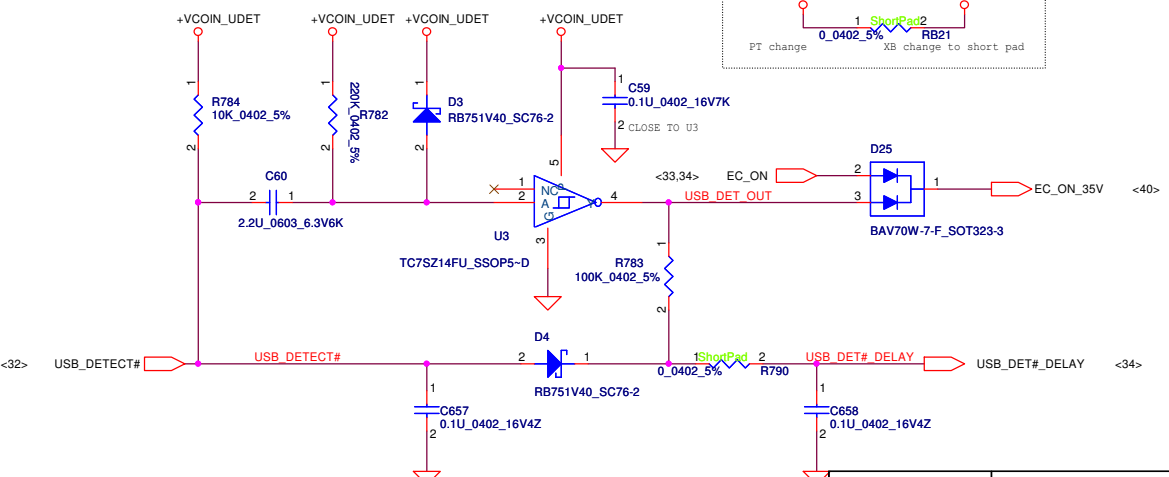 +VCOIN_UDET
+VCOIN_UDET
+VCOIN_UDET
+VCOIN_UDET
1
ShortPad
2
0_0402_5%
RB21
PT change
XB change to short pad
1
R784
10K_0402_5%
2
1
220K_0402_5%
R782
2
1
D3
RB751V40_SC76-2
2
1
C59
0.1U_0402_16V7K
2
CLOSE TO U3
C60
2
1
2.2U_0603_6.3V6K
5
1
NC
P
2
A
Y
4
G
3
U3
TC7SZ14FU_SSOP5~D
<33,34>
EC_ON
USB_DET_OUT
D25
2
3
1
BAV70W-7-F_SOT323-3
EC_ON_35V
<40>
1
R783
100K_0402_5%
2
<32>
USB_DETECT#
USB_DETECT#
D4
2
1
RB751V40_SC76-2
1
ShortPad
2
0_0402_5%
R790
USB_DET#_DELAY
USB_DET#_DELAY
<34>
1
C657
0.1U_0402_16V4Z
2
1
C658
0.1U_0402_16V4Z
2